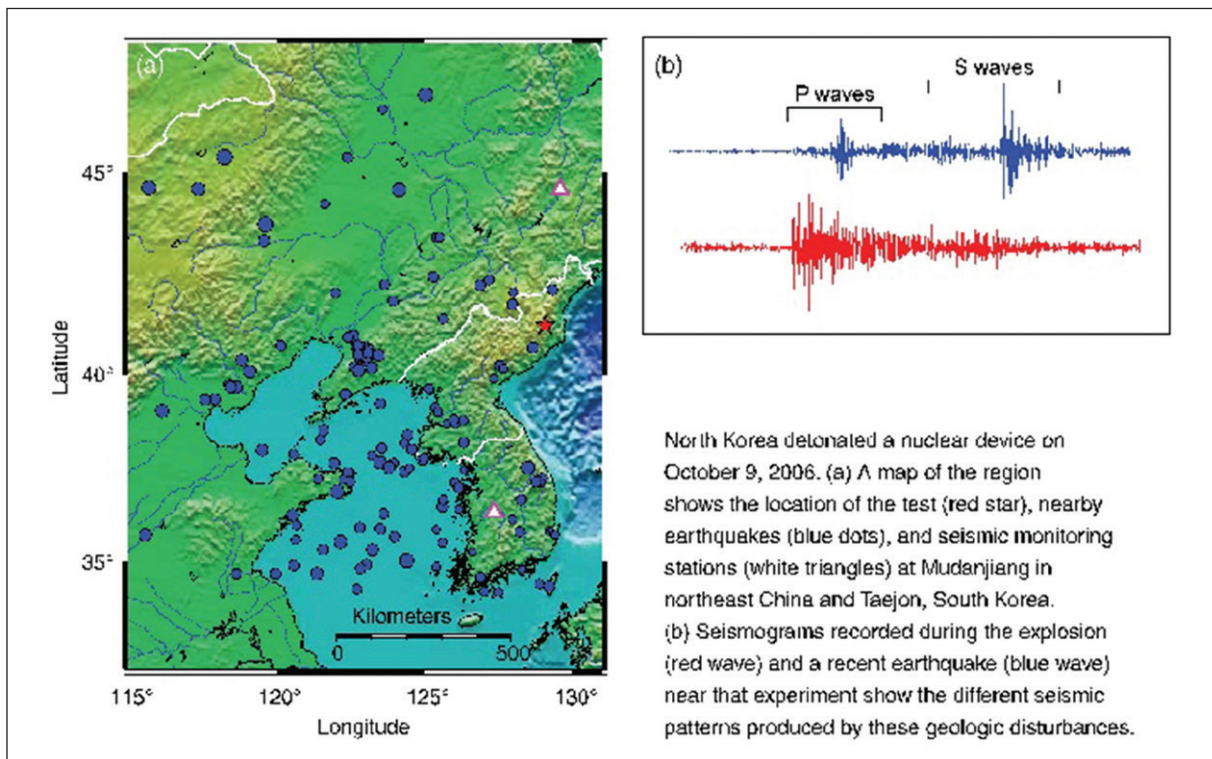 (a)
45°
40°
35°
Latitude
Kilometers
0 500
115° 120° 125° 130°
Longitude
(b)
S waves
P waves
North Korea detonated a nuclear device on
October 9, 2006. (a) A map of the region
shows the location of the test (red star), nearby
earthquakes (blue dots), and seismic monitoring
stations (white triangles) at Mudanjiang in
northeast China and Taejon, South Korea.
(b) Seismograms recorded during the explosion
(red wave) and a recent earthquake (blue wave)
near that experiment show the different seismic
patterns produced by these geologic disturbances.